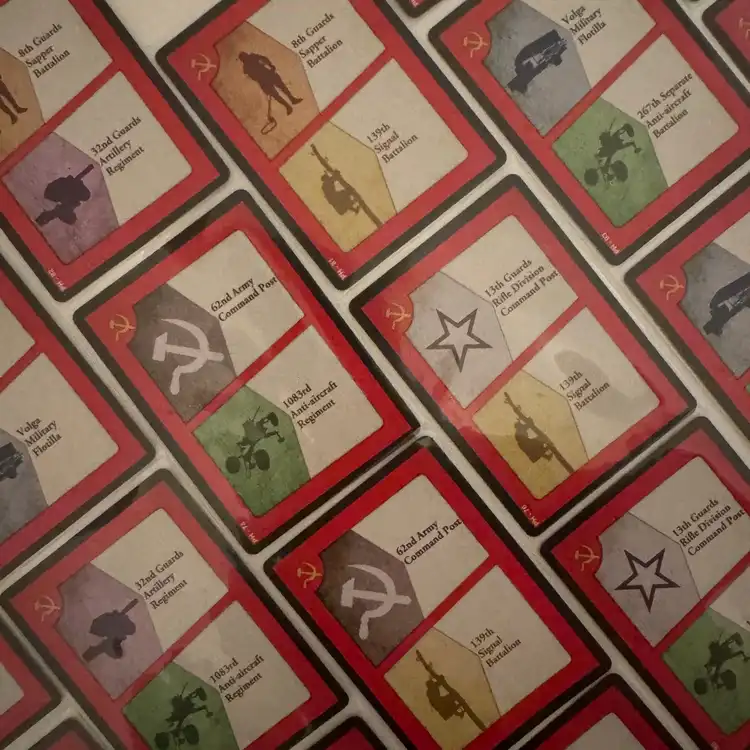 8th Guards
Sapper
Battalion
32nd Guards
Artillery
Regiment
8th Guards
Sapper
Battalion
139th
Signal
Battalion
Volga
Military
Flotilla
267th Separate
Anti-aircraft
Battalion
62nd Army
Command Post
1083rd
Anti-aircraft
Regiment
13th Guards
Rifle Division
Command Post
139th
Signal
Battalion
Volga
Military
Flotilla
32nd Guards
Artillery
Regiment
1083rd
Anti-aircraft
Regiment
62nd Army
Command Post
139th
Signal
Battalion
13th Guards
Rifle Division
Command Post